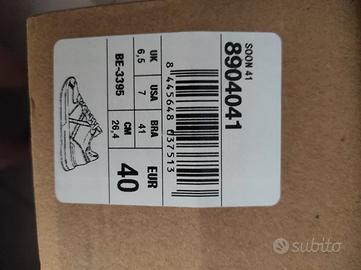 SOON 41
8904041
8 445648 037513
UK USA BRA EUR
6,5 7 41 40
CM
BE-3395 26,4
subito